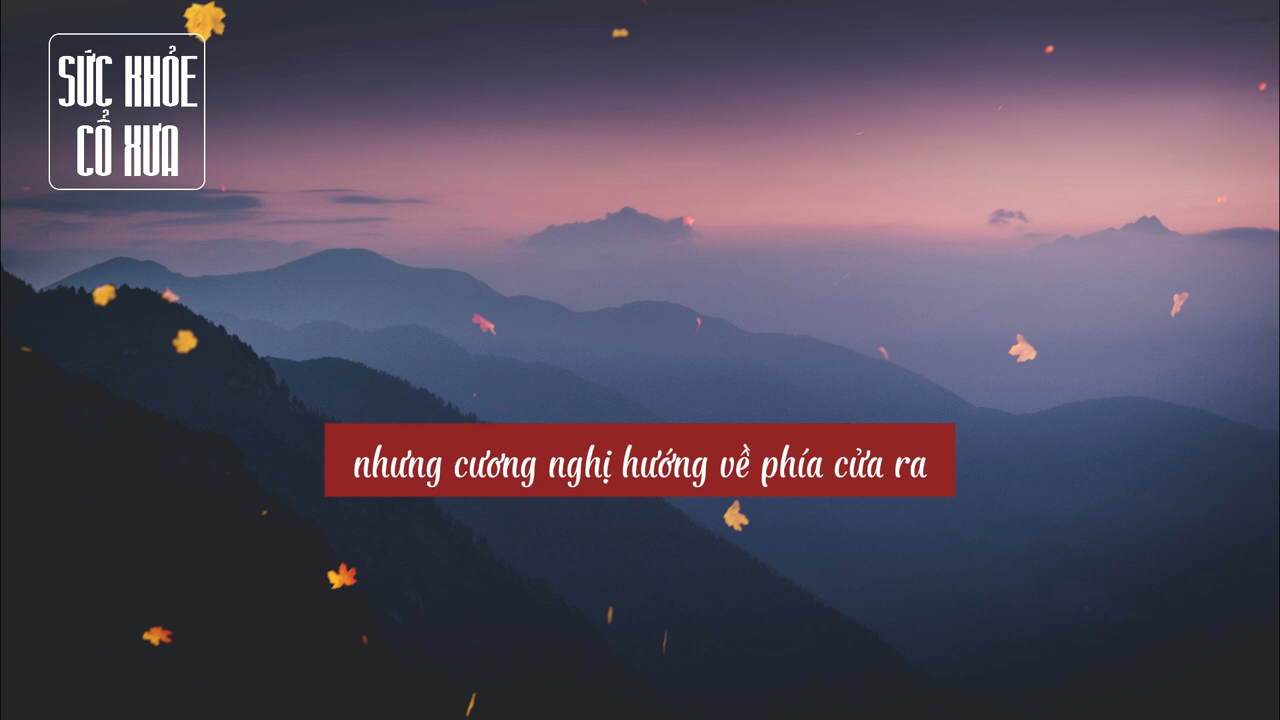 SỨC KHỎE
CỔ XƯA
nhưng cương nghị hướng về phía cửa ra